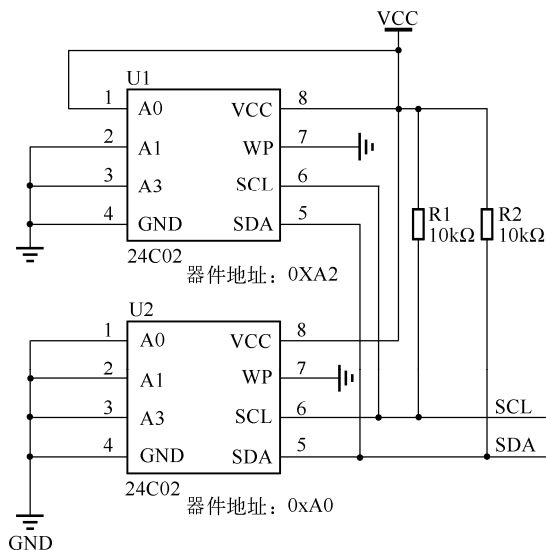 VCC
U1
1 A0 VCC 8
2 A1 WP 7
3 A3 SCL 6
4 GND SDA 5
24C02
器件地址：0XA2
R1
10kΩ
R2
10kΩ
U2
1 A0 VCC 8
2 A1 WP 7
3 A3 SCL 6
4 GND SDA 5
24C02
器件地址：0xA0
SCL
SDA
GND